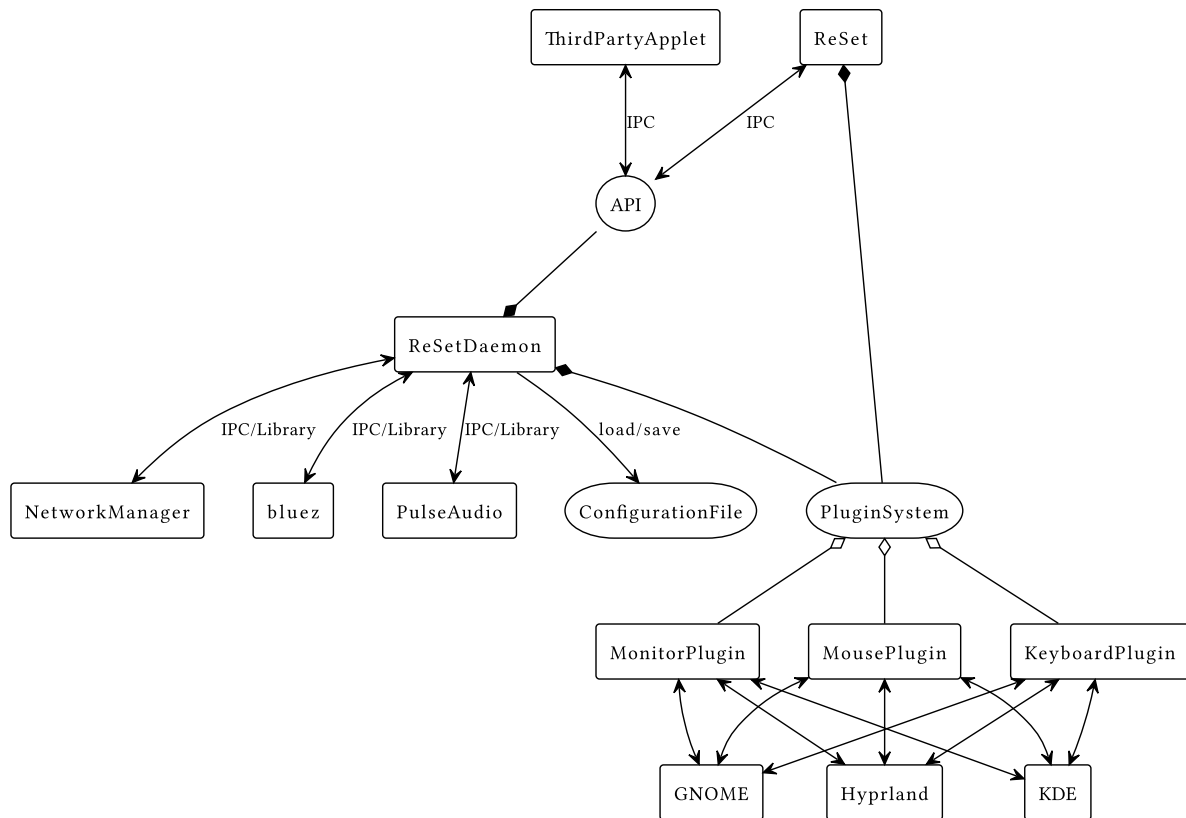 ThirdPartyApplet
ReSet
IPC
IPC
API
ReSetDaemon
IPC/Library
IPC/Library
IPC/Library
load/save
NetworkManager
bluez
PulseAudio
ConfigurationFile
PluginSystem
MonitorPlugin
MousePlugin
KeyboardPlugin
GNOME
Hyprland
KDE